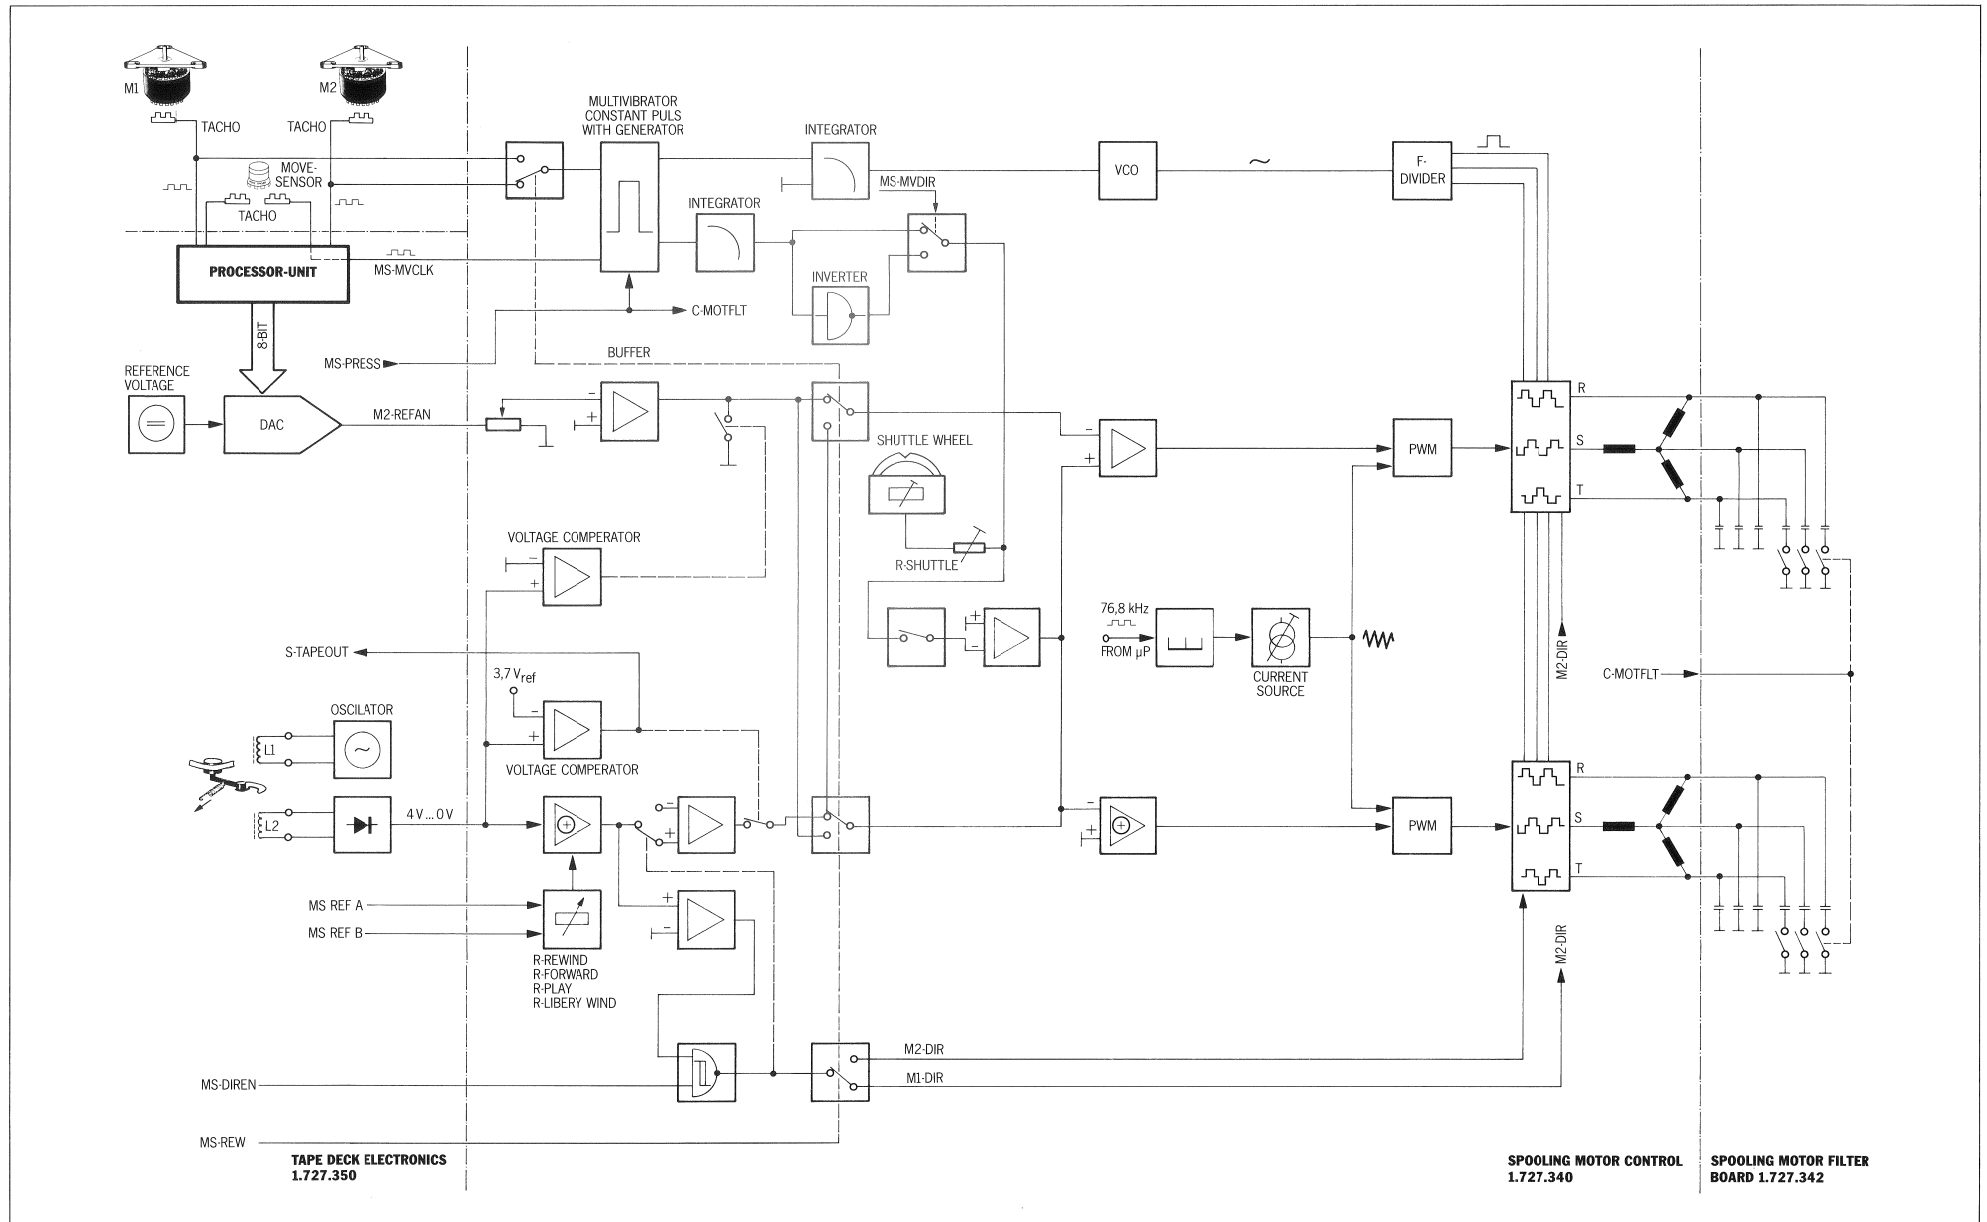 M1
M2
TACHO
TACHO
MOVE-
SENSOR
TACHO
PROCESSOR-UNIT
MS-MVCLK
8-BIT
MS-PRESS
REFERENCE
VOLTAGE
=
DAC
M2-REFAN
MULTIVIBRATOR
CONSTANT PULS
WITH GENERATOR
INTEGRATOR
INTEGRATOR
MS-MVDIR
INVERTER
C-MOTFLT
BUFFER
-
+
VCO
~
F-
DIVIDER
SHUTTLE WHEEL
R-SHUTTLE
-
+
PWM
R
S
T
VOLTAGE COMPERATOR
-
+
+
-
76,8 kHz
FROM µP
CURRENT
SOURCE
M2-DIR
C-MOTFLT
S-TAPEOUT
3,7 Vref
-
+
VOLTAGE COMPERATOR
OSCILATOR
~
L1
L2
4 V...0 V
+
-
+
-
+
+
PWM
R
S
T
MS REF A
MS REF B
+
-
R-REWIND
R-FORWARD
R-PLAY
R-LIBERY WIND
M2-DIR
M2-DIR
M1-DIR
MS-DIREN
MS-REW
TAPE DECK ELECTRONICS
1.727.350
SPOOLING MOTOR CONTROL
1.727.340
SPOOLING MOTOR FILTER
BOARD 1.727.342